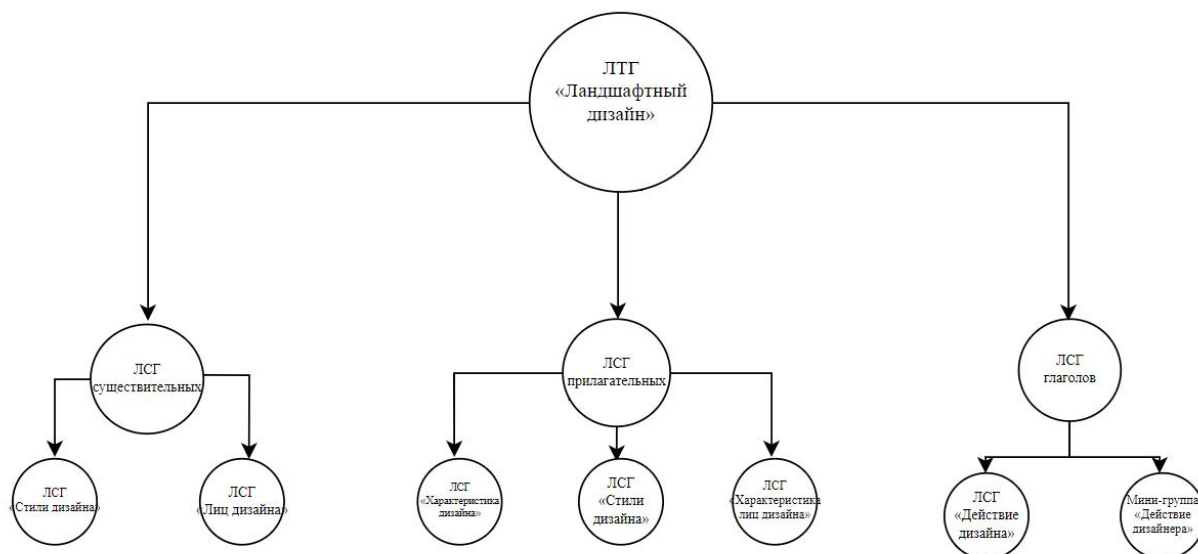 ЛТГ
«Ландшафтный
дизайн»
ЛСГ
существительных
ЛСГ
прилагательных
ЛСГ
глаголов
ЛСГ
«Стили дизайна»
ЛСГ
«Лиц дизайна»
ЛСГ
«Характеристика
дизайна»
ЛСГ
«Стили
дизайна»
ЛСГ
«Характеристика
лиц дизайна»
ЛСГ
«Действие
дизайна»
Мини-группа
«Действие
дизайнера»